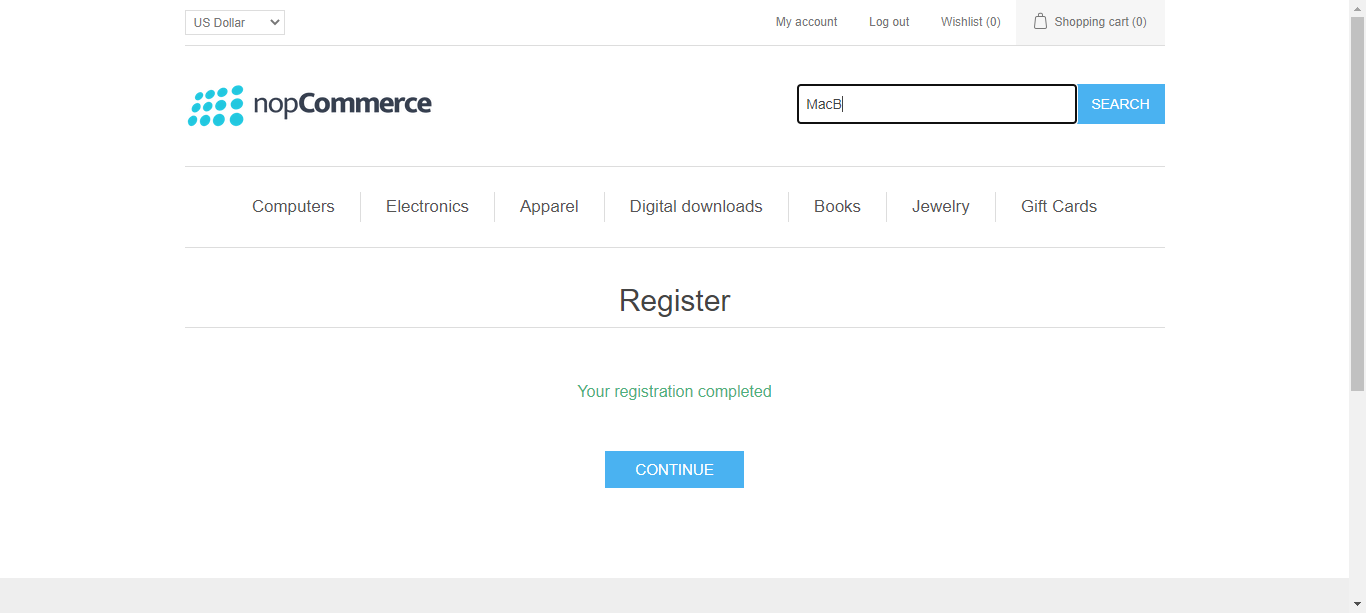 US Dollar My account Log out Wishlist (0) Shopping cart (0)
nopCommerce MacB SEARCH
Computers Electronics Apparel Digital downloads Books Jewelry Gift Cards
Register
Your registration completed
CONTINUE